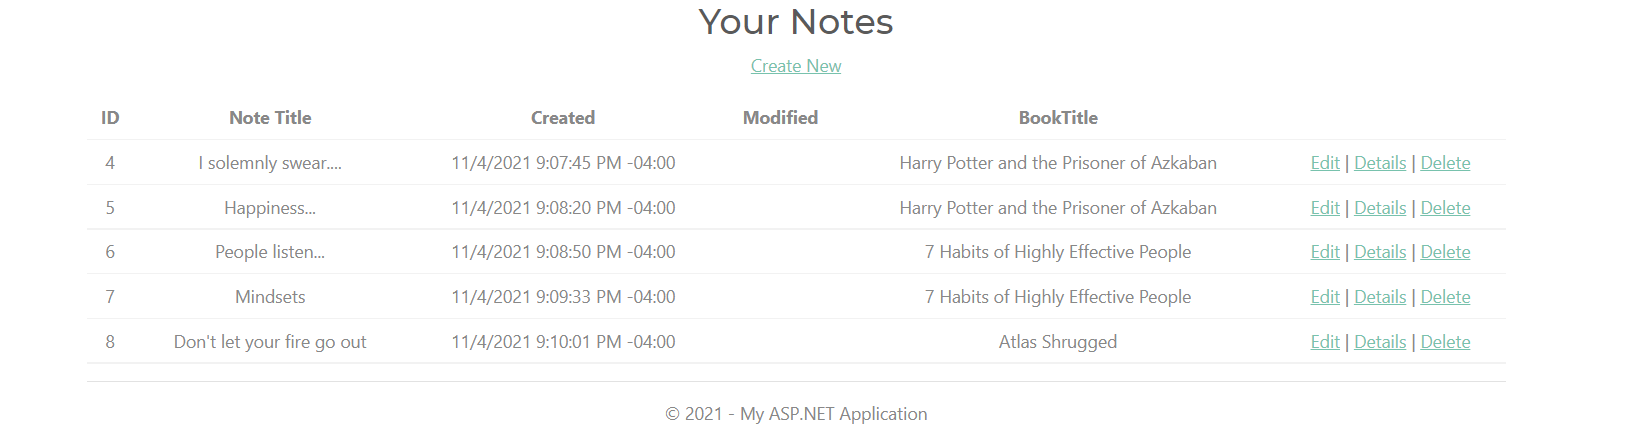 Your Notes
Create New
ID Note Title Created Modified BookTitle
4 I solemnly swear.... 11/4/2021 9:07:45 PM -04:00 Harry Potter and the Prisoner of Azkaban Edit | Details | Delete
5 Happiness... 11/4/2021 9:08:20 PM -04:00 Harry Potter and the Prisoner of Azkaban Edit | Details | Delete
6 People listen... 11/4/2021 9:08:50 PM -04:00 7 Habits of Highly Effective People Edit | Details | Delete
7 Mindsets 11/4/2021 9:09:33 PM -04:00 7 Habits of Highly Effective People Edit | Details | Delete
8 Don't let your fire go out 11/4/2021 9:10:01 PM -04:00 Atlas Shrugged Edit | Details | Delete
© 2021 - My ASP.NET Application